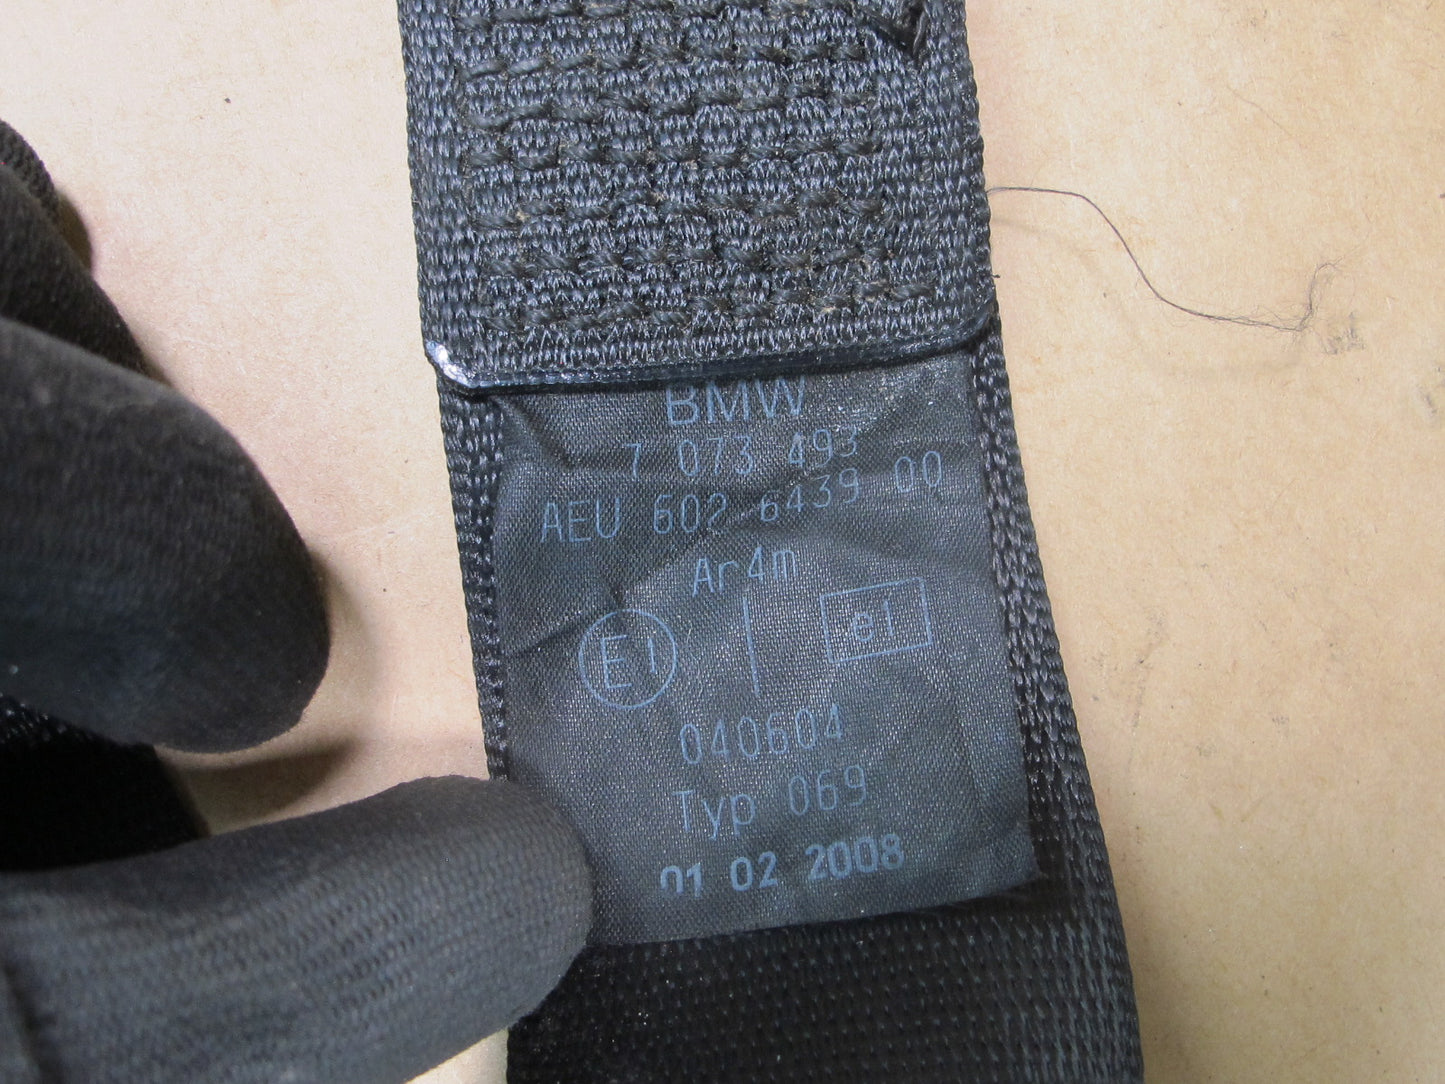 BMW
7 073 493
AEU 602 6439 00
Ar4m
E1 e1
040604
Typ 069
01 02 2008